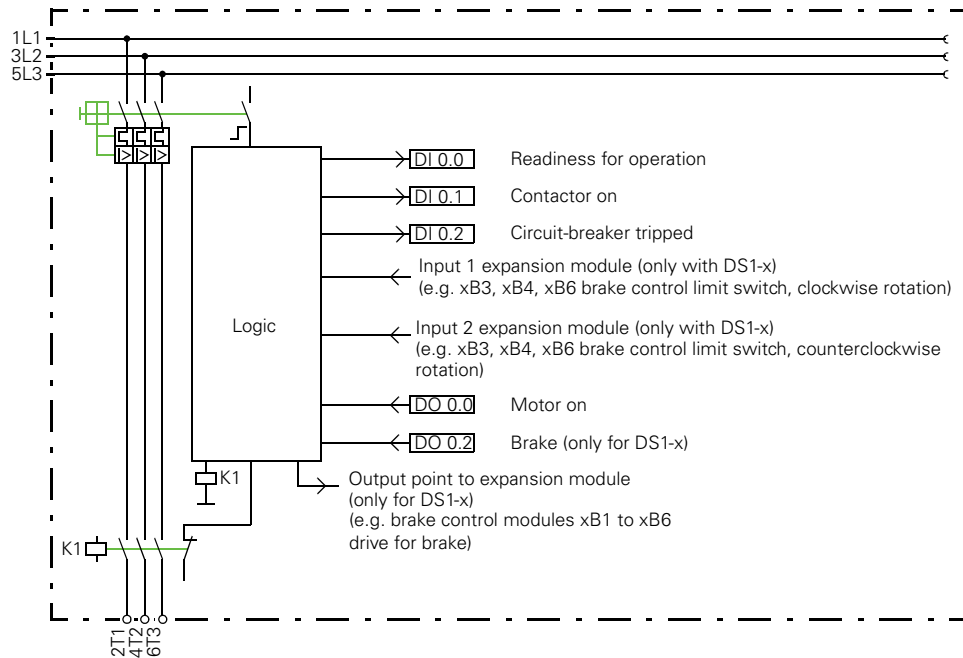 1L1
3L2
5L3
DI 0.0 Readiness for operation
DI 0.1 Contactor on
DI 0.2 Circuit-breaker tripped
Input 1 expansion module (only with DS1-x)
(e.g. xB3, xB4, xB6 brake control limit switch, clockwise rotation)
Logic
Input 2 expansion module (only with DS1-x)
(e.g. xB3, xB4, xB6 brake control limit switch, counterclockwise
rotation)
DO 0.0 Motor on
DO 0.2 Brake (only for DS1-x)
K1
Output point to expansion module
(only for DS1-x)
(e.g. brake control modules xB1 to xB6
drive for brake)
K1
2T1
4T2
6T3